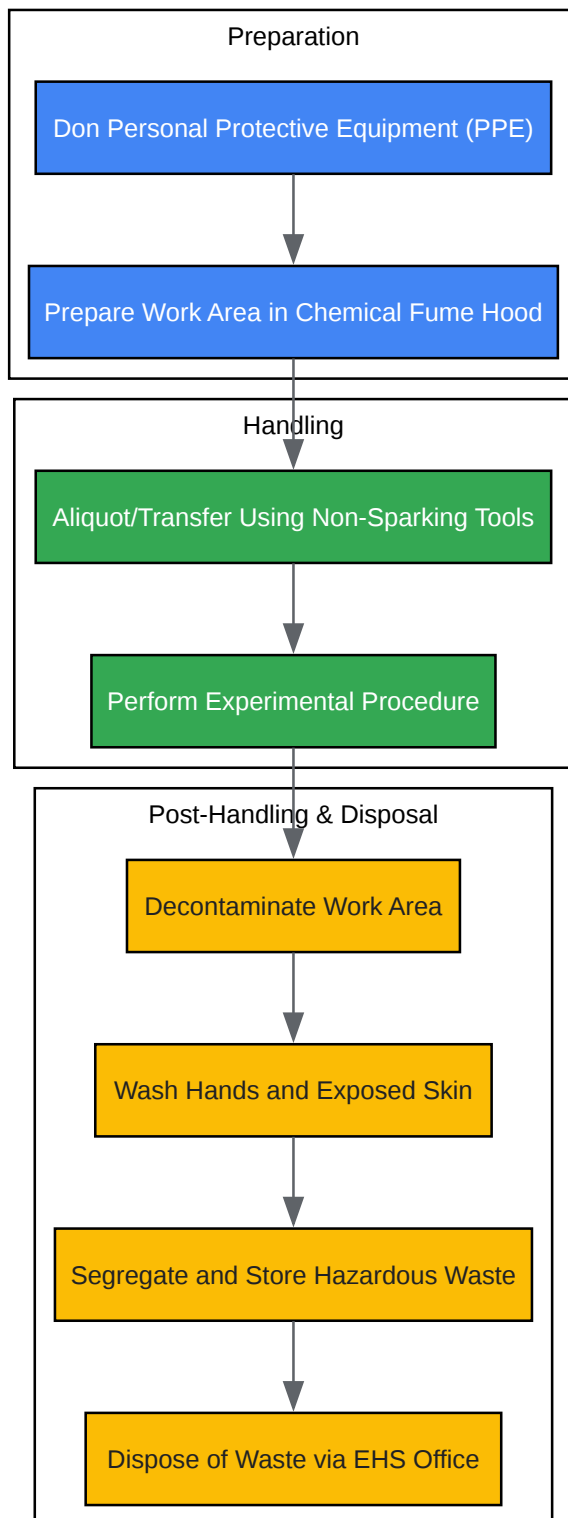 Preparation
Don Personal Protective Equipment (PPE)
Prepare Work Area in Chemical Fume Hood
Handling
Aliquot/Transfer Using Non-Sparking Tools
Perform Experimental Procedure
Post-Handling & Disposal
Decontaminate Work Area
Wash Hands and Exposed Skin
Segregate and Store Hazardous Waste
Dispose of Waste via EHS Office